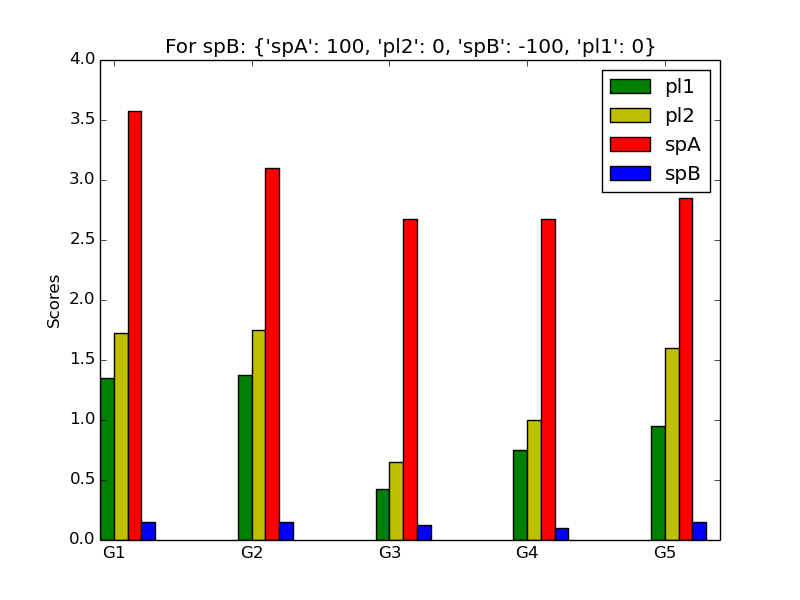 For spB: {'spA': 100, 'pl2': 0, 'spB': -100, 'pl1': 0}
4.0
3.5
3.0
2.5
2.0
1.5
1.0
0.5
0.0
Scores
pl1
pl2
spA
spB
G1
G2
G3
G4
G5